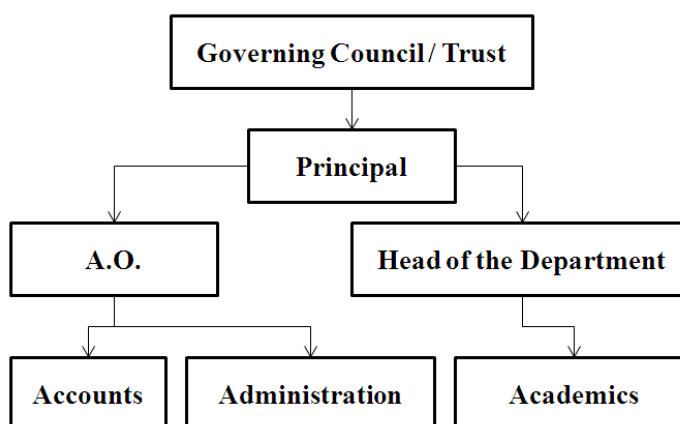 Governing Council / Trust
Principal
A.O.
Head of the Department
Accounts
Administration
Academics